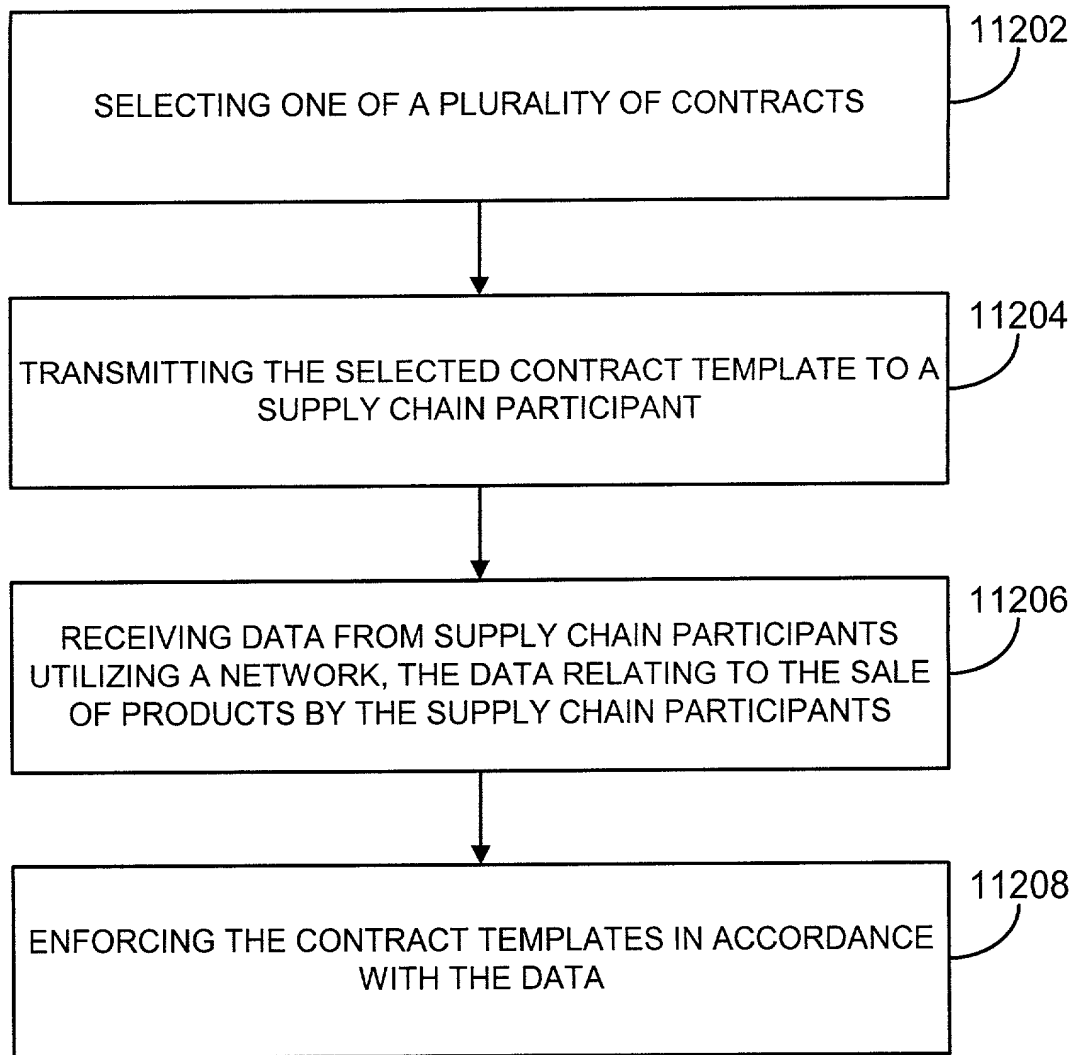 11202
SELECTING ONE OF A PLURALITY OF CONTRACTS
11204
TRANSMITTING THE SELECTED CONTRACT TEMPLATE TO A
SUPPLY CHAIN PARTICIPANT
11206
RECEIVING DATA FROM SUPPLY CHAIN PARTICIPANTS
UTILIZING A NETWORK, THE DATA RELATING TO THE SALE
OF PRODUCTS BY THE SUPPLY CHAIN PARTICIPANTS
11208
ENFORCING THE CONTRACT TEMPLATES IN ACCORDANCE
WITH THE DATA